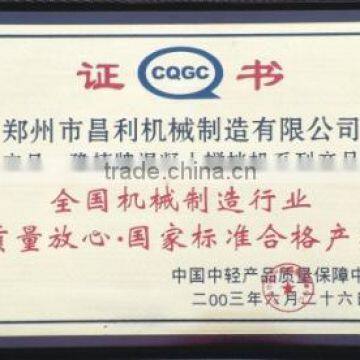 证 CQGC 书
郑州市昌利机械制造有限公司
trade.china.cn
全国机械制造行业
质量放心·国家标准合格产
中国中轻产品质量保障中
二00三年六月二十六日